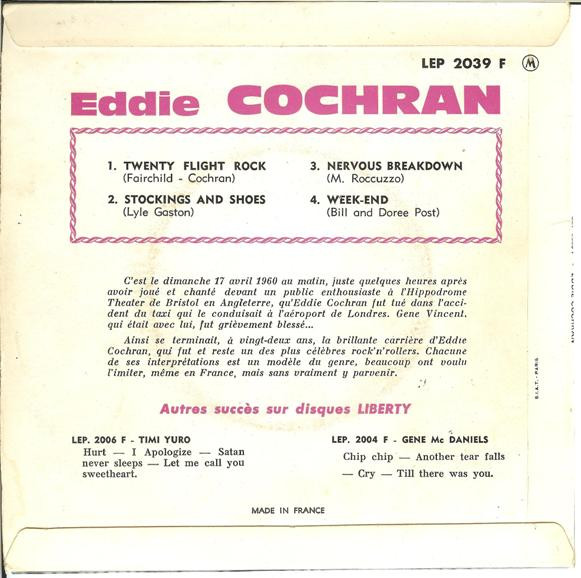 LEP 2039 F Ⓜ
Eddie COCHRAN
1. TWENTY FLIGHT ROCK
(Fairchild - Cochran)
2. STOCKINGS AND SHOES
(Lyle Gaston)
3. NERVOUS BREAKDOWN
(M. Roccuzzo)
4. WEEK-END
(Bill and Doree Post)
C'est le dimanche 17 avril 1960 au matin, juste quelques heures après
avoir joué et chanté devant un public enthousiaste à l'Hippodrome
Theater de Bristol en Angleterre, qu'Eddie Cochran fut tué dans l'acci-
dent du taxi qui le conduisait à l'aéroport de Londres. Gene Vincent,
qui était avec lui, fut grièvement blessé...
Ainsi se terminait, à vingt-deux ans, la brillante carrière d'Eddie
Cochran, qui fut et reste un des plus célèbres rock'n'rollers. Chacune
de ses interprétations est un modèle du genre, beaucoup ont voulu
l'imiter, même en France, mais sans vraiment y parvenir.
Autres succès sur disques LIBERTY
LEP. 2006 F - TIMI YURO
Hurt — I Apologize — Satan
never sleeps — Let me call you
sweetheart.
LEP. 2004 F - GENE Mc DANIELS
Chip chip — Another tear falls
— Cry — Till there was you.
MADE IN FRANCE
S.I.A.T. - PARIS